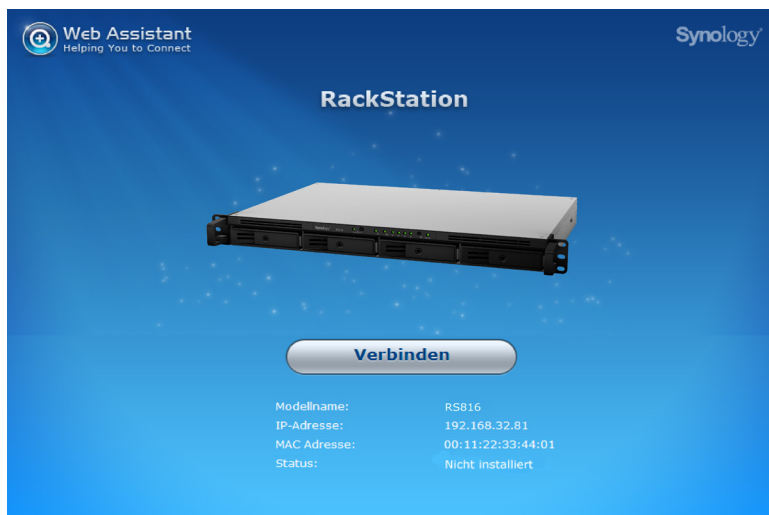 Web Assistant
Helping You to Connect
Synology
RackStation
Verbinden
Modellname: RS816
IP-Adresse: 192.168.32.81
MAC Adresse: 00:11:22:33:44:01
Status: Nicht installiert